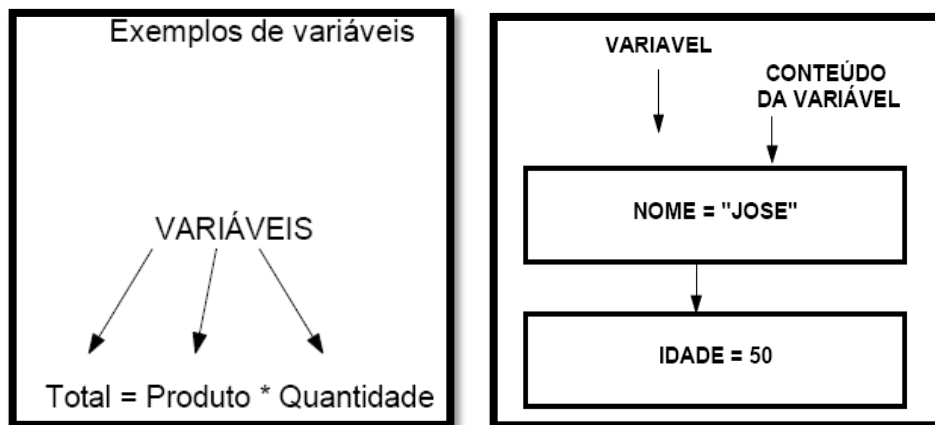 Exemplos de variáveis
VARIÁVEIS
Total = Produto * Quantidade
VARIAVEL
CONTEÚDO
DA VARIÁVEL
NOME = "JOSE"
IDADE = 50